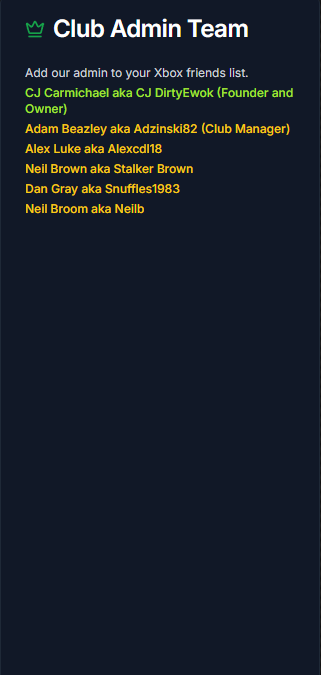 Club Admin Team
Add our admin to your Xbox friends list.
CJ Carmichael aka CJ DirtyEwok (Founder and
Owner)
Adam Beazley aka Adzinski82 (Club Manager)
Alex Luke aka Alexcdl18
Neil Brown aka Stalker Brown
Dan Gray aka Snuffles1983
Neil Broom aka Neilb